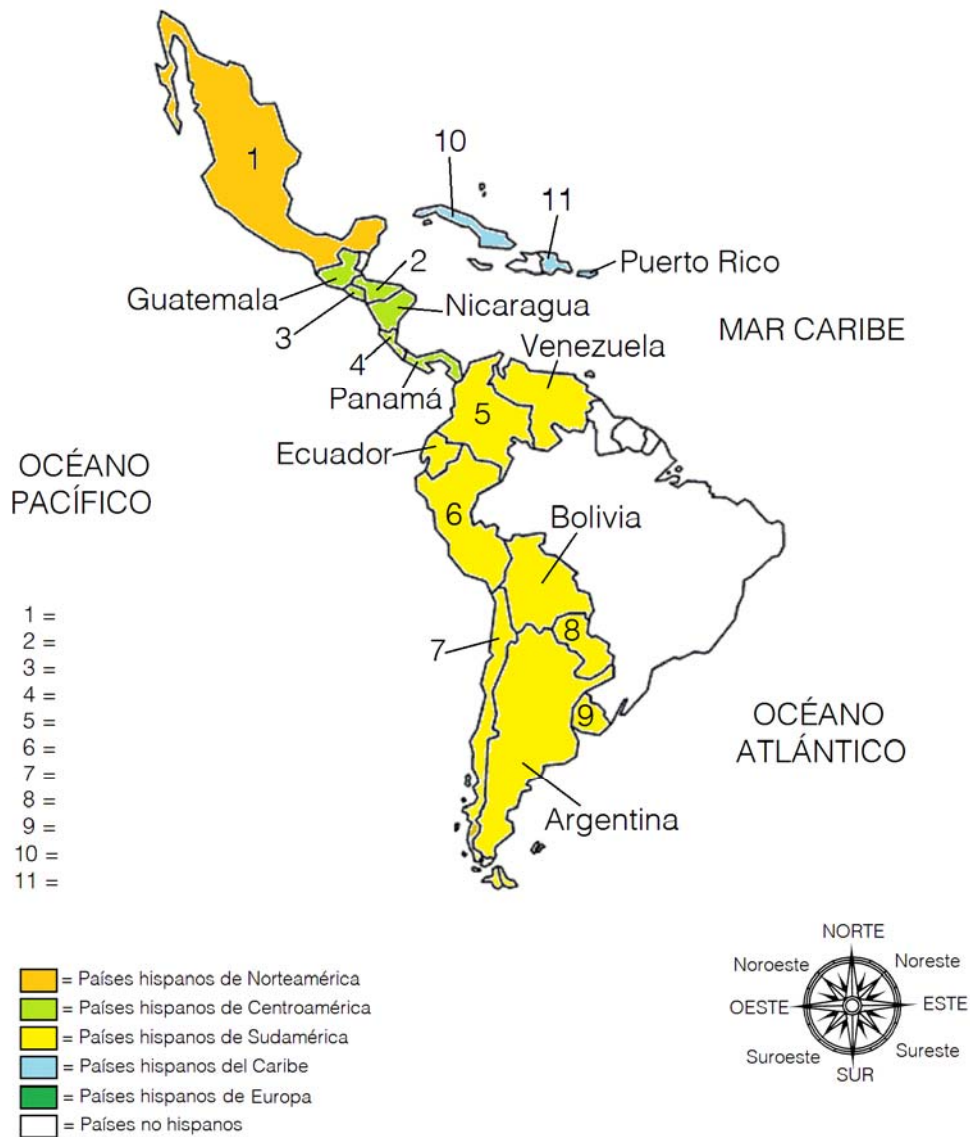 10
1
11
2
Puerto Rico
Guatemala
Nicaragua
3
MAR CARIBE
4
Venezuela
Panamá
5
Ecuador
OCÉANO
PACÍFICO
6
Bolivia
7
8
9
OCÉANO
ATLÁNTICO
Argentina
1 =
2 =
3 =
4 =
5 =
6 =
7 =
8 =
9 =
10 =
11 =
= Países hispanos de Norteamérica
= Países hispanos de Centroamérica
= Países hispanos de Sudamérica
= Países hispanos del Caribe
= Países hispanos de Europa
= Países no hispanos
NORTE
Noroeste
Noreste
OESTE
ESTE
Suroeste
Sureste
SUR